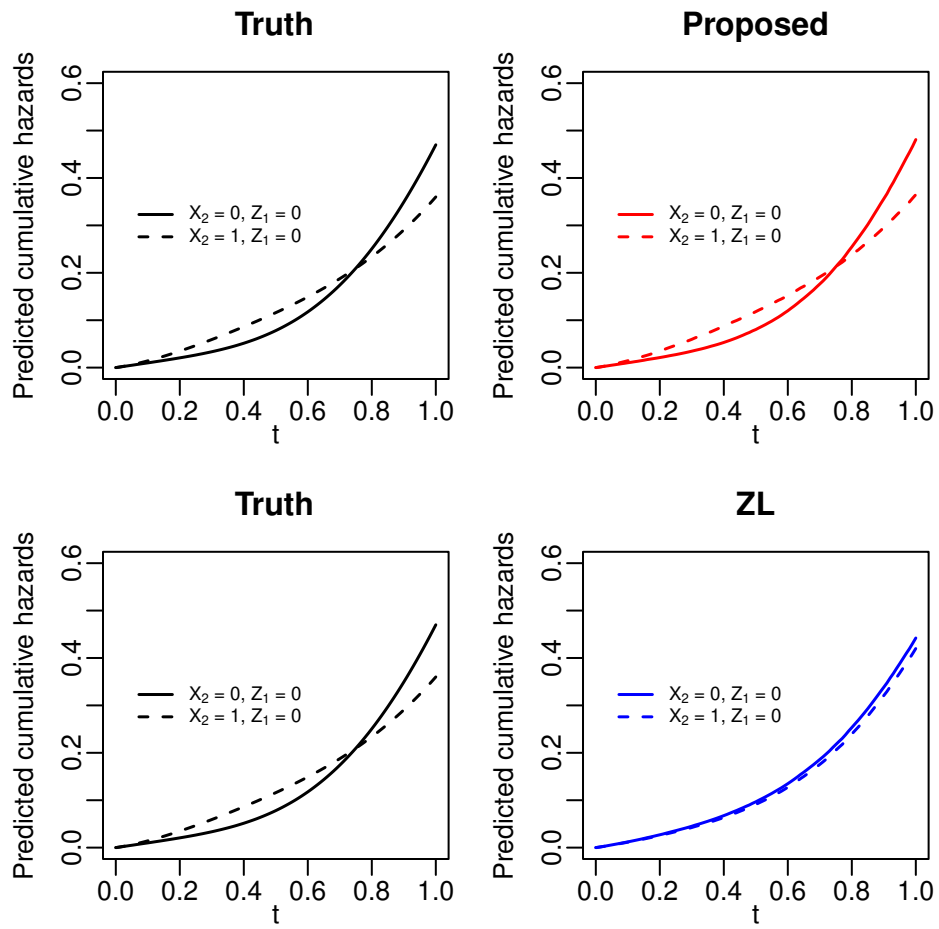 Truth
Predicted cumulative hazards
0.6
0.4
0.2
0.0
X2 = 0, Z1 = 0
X2 = 1, Z1 = 0
0.0 0.2 0.4 0.6 0.8 1.0
t
Proposed
Predicted cumulative hazards
0.6
0.4
0.2
0.0
X2 = 0, Z1 = 0
X2 = 1, Z1 = 0
0.0 0.2 0.4 0.6 0.8 1.0
t
Truth
Predicted cumulative hazards
0.6
0.4
0.2
0.0
X2 = 0, Z1 = 0
X2 = 1, Z1 = 0
0.0 0.2 0.4 0.6 0.8 1.0
t
ZL
Predicted cumulative hazards
0.6
0.4
0.2
0.0
X2 = 0, Z1 = 0
X2 = 1, Z1 = 0
0.0 0.2 0.4 0.6 0.8 1.0
t